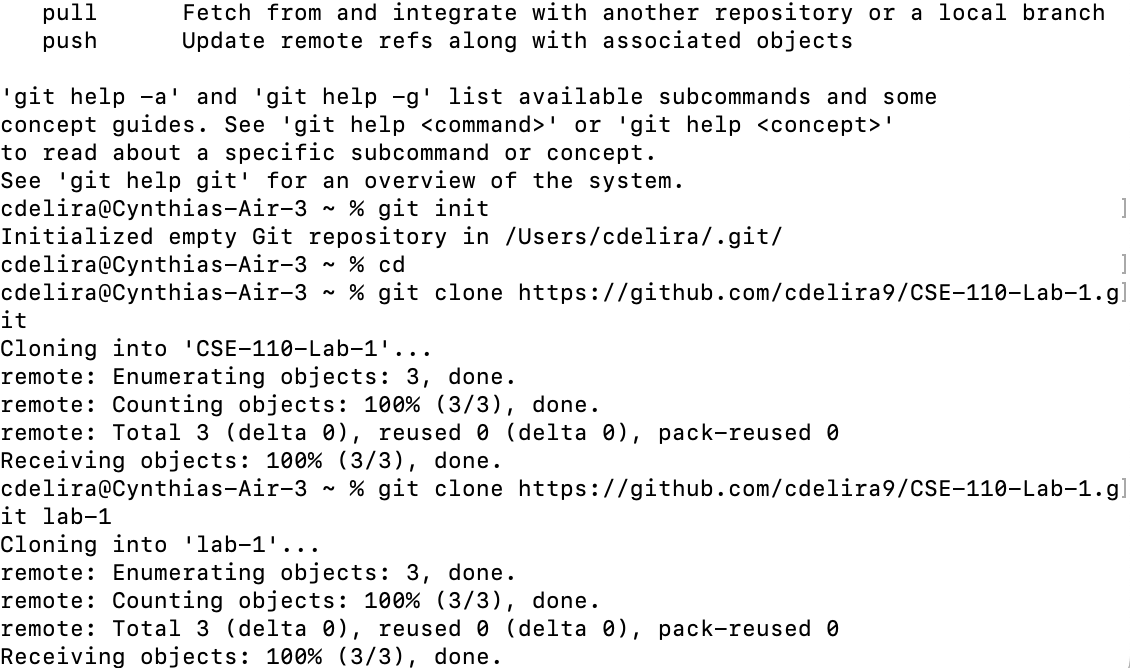 pull      Fetch from and integrate with another repository or a local branch
   push      Update remote refs along with associated objects

'git help -a' and 'git help -g' list available subcommands and some
concept guides. See 'git help <command>' or 'git help <concept>'
to read about a specific subcommand or concept.
See 'git help git' for an overview of the system.
cdelira@Cynthias-Air-3 ~ % git init                                             ]
Initialized empty Git repository in /Users/cdelira/.git/
cdelira@Cynthias-Air-3 ~ % cd                                                   ]
cdelira@Cynthias-Air-3 ~ % git clone https://github.com/cdelira9/CSE-110-Lab-1.g]
it
Cloning into 'CSE-110-Lab-1'...
remote: Enumerating objects: 3, done.
remote: Counting objects: 100% (3/3), done.
remote: Total 3 (delta 0), reused 0 (delta 0), pack-reused 0
Receiving objects: 100% (3/3), done.
cdelira@Cynthias-Air-3 ~ % git clone https://github.com/cdelira9/CSE-110-Lab-1.g]
it lab-1
Cloning into 'lab-1'...
remote: Enumerating objects: 3, done.
remote: Counting objects: 100% (3/3), done.
remote: Total 3 (delta 0), reused 0 (delta 0), pack-reused 0
Receiving objects: 100% (3/3), done.